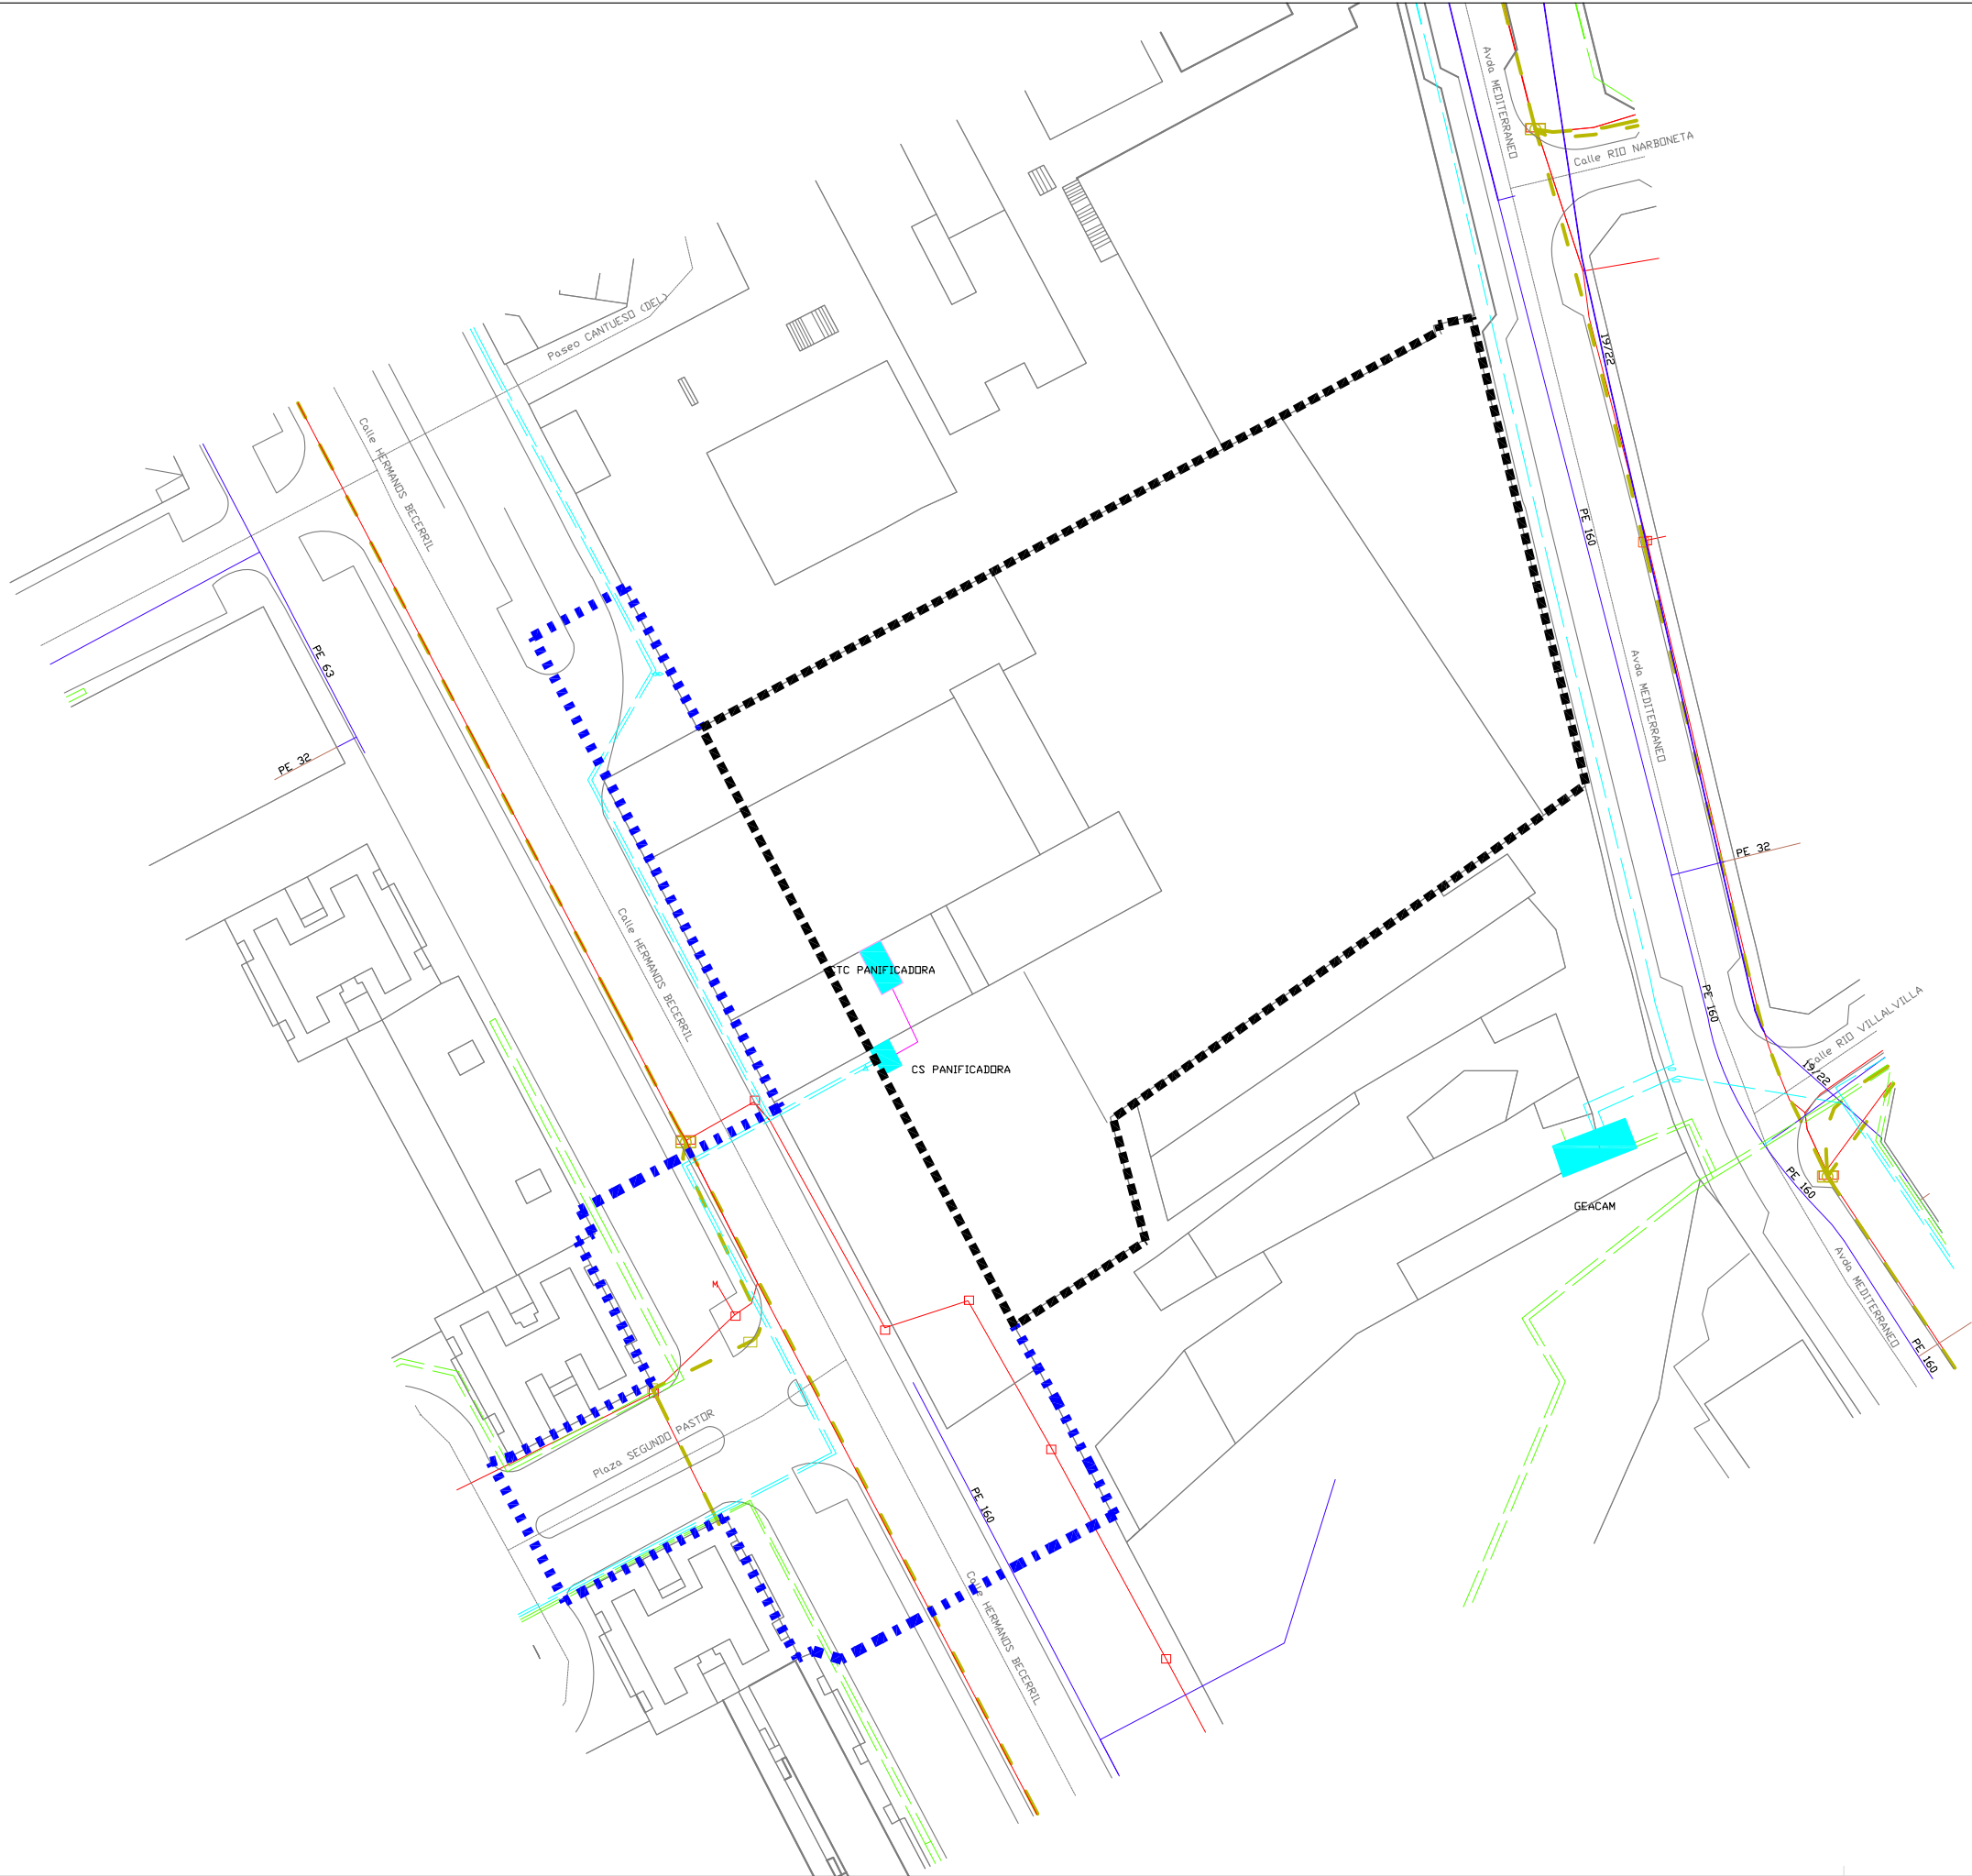 Avda MEDITERRANEO
Calle RIO NARBONETA
Paseo CANTUESO (DEL)
19/22
Calle HERMANOS BECERRIL
PE 160
PE 63
Avda MEDITERRANEO
PE 32
PE 32
Calle HERMANOS BECERRIL
CTC PANIFICADORA
PE 160
Calle RIO VILLALVILLA
CS PANIFICADORA
19/22
PE 160
GEACAM
M
Avda MEDITERRANEO
PE 160
Plaza SEGUNDO PASTOR
PE 160
Calle HERMANOS BECERRIL